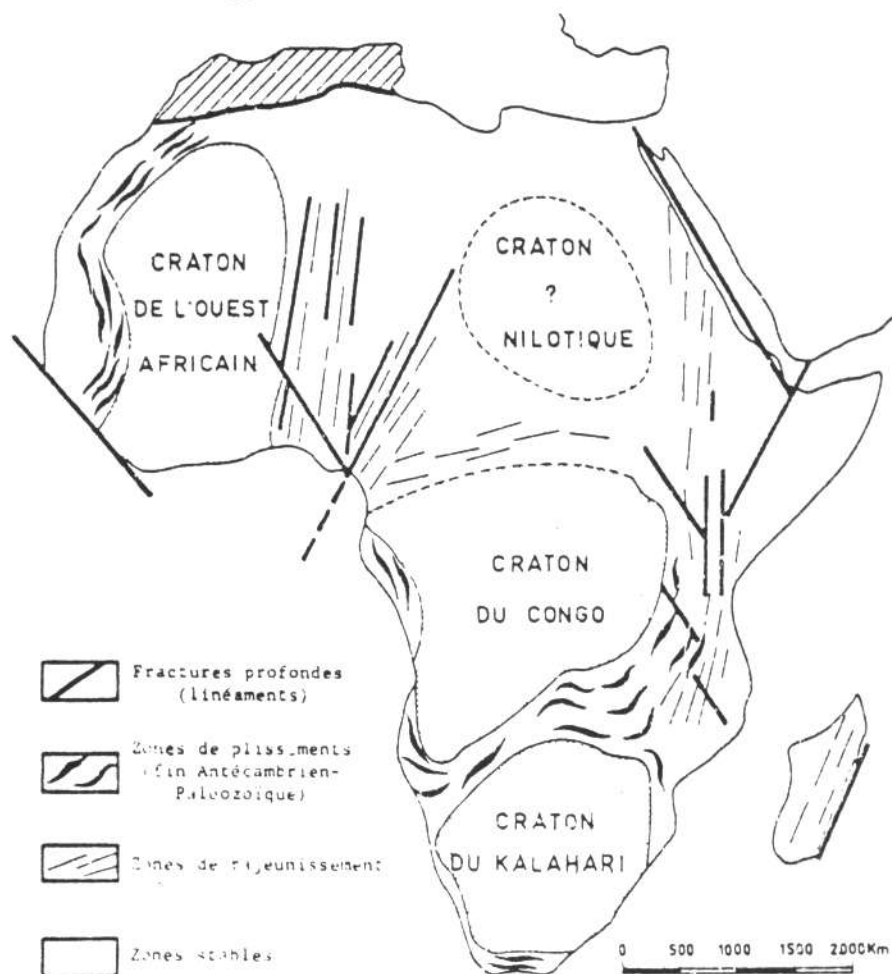 CRATON
DE L'OUEST
AFRICAIN
CRATON
?
NILOTIQUE
CRATON
DU CONGO
CRATON
DU KALAHARI
Fractures profondes
(linéaments)
Zones de plissements
(fin Antécambrien-
Paléozoïque)
Zones de rajeunissement
Zones stables
0 500 1000 1500 2000Km